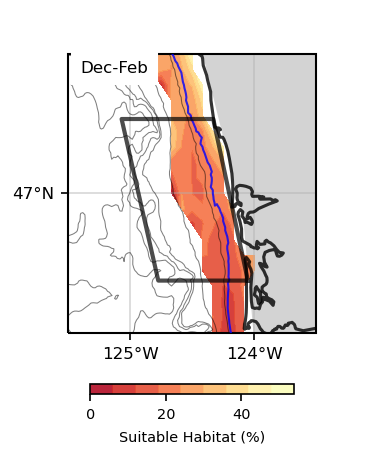 Dec-Feb
47°N
125°W 124°W
0 20 40
Suitable Habitat (%)